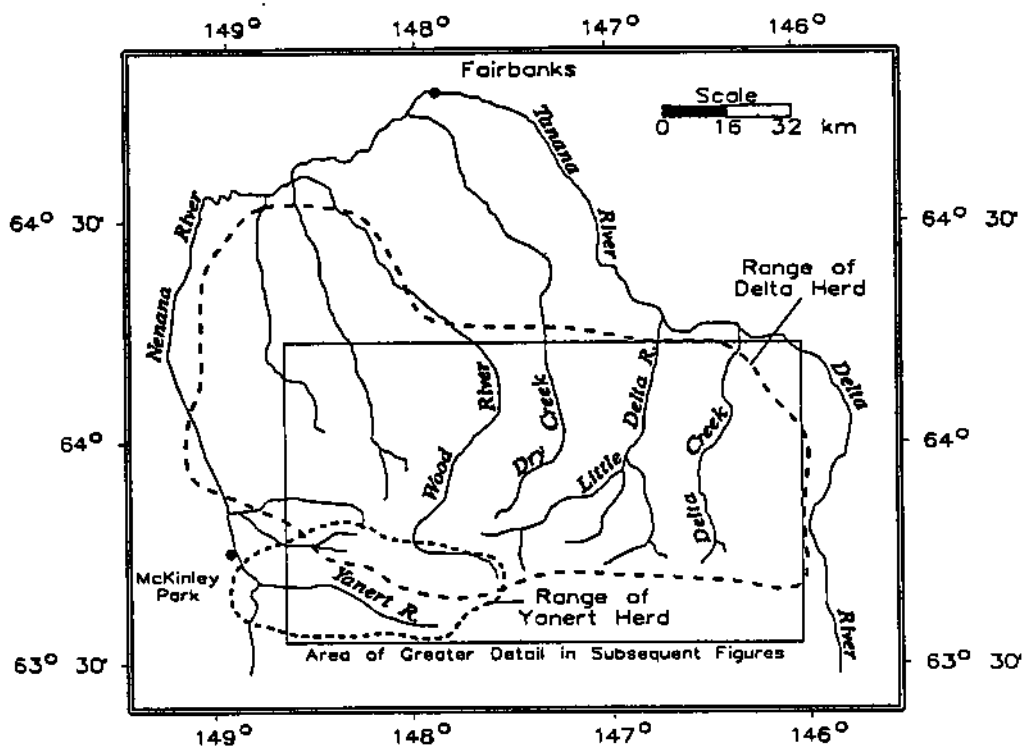 149° 148° 147° 146°
Fairbanks
Scale
0 16 32 km
Tanana
River
64° 30'
River
Nenana
64° 30'
Range of
Delta Herd
Delta
River
64°
River
Wood
Creek
Dry
Delta R.
Little
Creek
Delta
64°
McKinley
Park
Yanert R.
Range of
Yanert Herd
Area of Greater Detail in Subsequent Figures
63° 30'
63° 30'
149° 148° 147° 146°